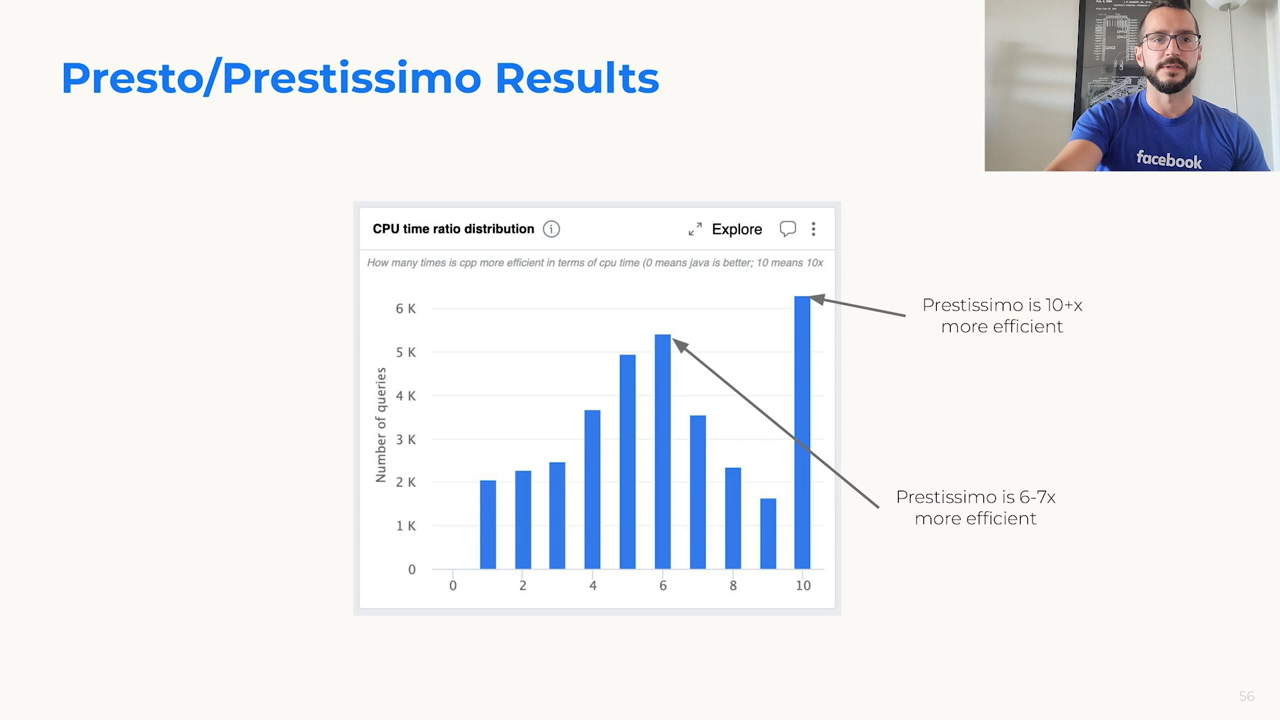 Presto/Prestissimo Results
facebook
CPU time ratio distribution
Explore
How many times is cpp more efficient in terms of cpu time (0 means java is better; 10 means 10x
Number of queries
6 K
5 K
4 K
3 K
2 K
1 K
0
0 2 4 6 8 10
Prestissimo is 10+x
more efficient
Prestissimo is 6-7x
more efficient
56